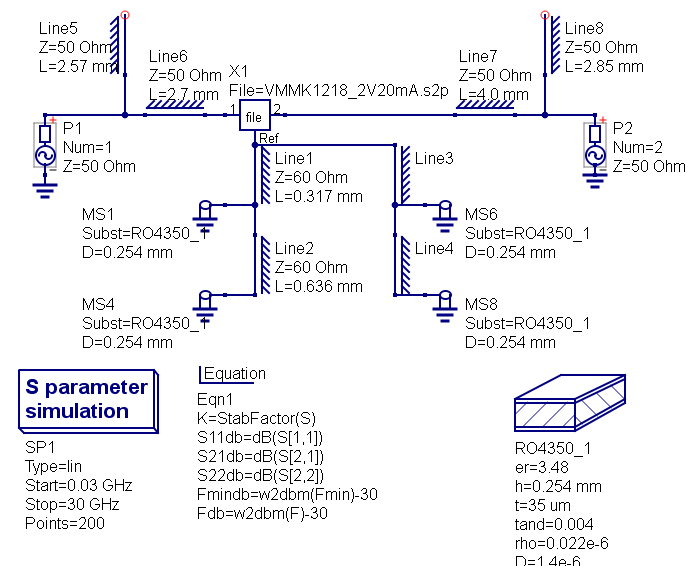 Line5
Z=50 Ohm
L=2.57 mm
Line6
Z=50 Ohm
L=2.7 mm
X1
File=VMMK1218_2V20mA.s2p
1
file
2
Ref
Line7
Z=50 Ohm
L=4.0 mm
Line8
Z=50 Ohm
L=2.85 mm
P1
Num=1
Z=50 Ohm
P2
Num=2
Z=50 Ohm
Line1
Z=60 Ohm
L=0.317 mm
Line3
MS1
Subst=RO4350_1
D=0.254 mm
MS6
Subst=RO4350_1
D=0.254 mm
Line2
Z=60 Ohm
L=0.636 mm
Line4
MS4
Subst=RO4350_1
D=0.254 mm
MS8
Subst=RO4350_1
D=0.254 mm
S parameter
simulation
SP1
Type=lin
Start=0.03 GHz
Stop=30 GHz
Points=200
Equation
Eqn1
K=StabFactor(S)
S11db=dB(S[1,1])
S21db=dB(S[2,1])
S22db=dB(S[2,2])
Fmindb=w2dbm(Fmin)-30
Fdb=w2dbm(F)-30
RO4350_1
er=3.48
h=0.254 mm
t=35 um
tand=0.004
rho=0.022e-6
D=1.4e-6